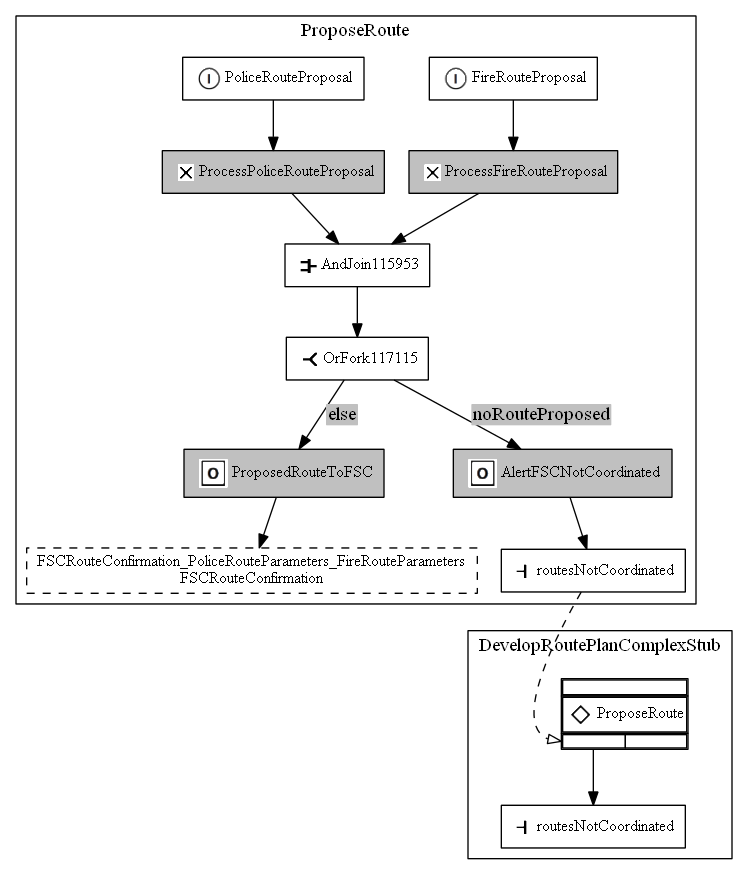 ProposeRoute
I PoliceRouteProposal
I FireRouteProposal
ProcessPoliceRouteProposal
ProcessFireRouteProposal
AndJoin115953
OrFork117115
else
noRouteProposed
O ProposedRouteToFSC
O AlertFSCNotCoordinated
FSCRouteConfirmation_PoliceRouteParameters_FireRouteParameters
FSCRouteConfirmation
routesNotCoordinated
DevelopRoutePlanComplexStub
ProposeRoute
routesNotCoordinated